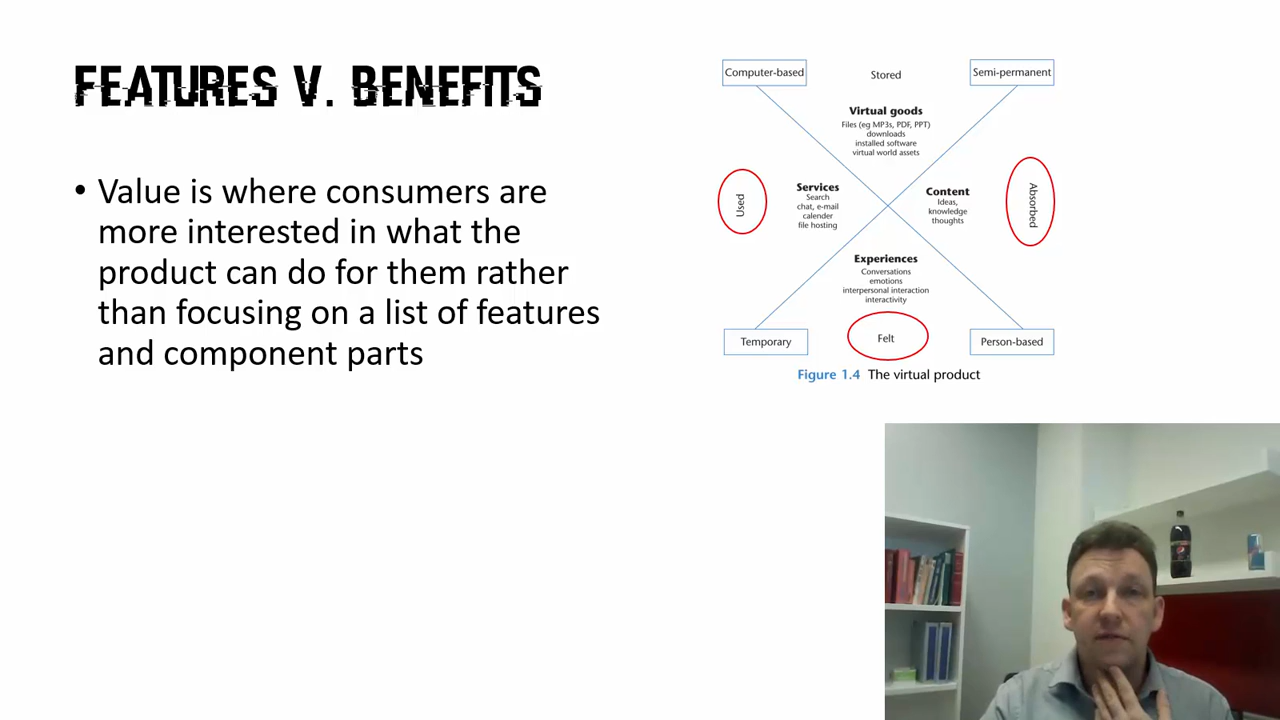 FEATURES V. BENEFITS
• Value is where consumers are
more interested in what the
product can do for them rather
than focusing on a list of features
and component parts
Computer-based
Stored
Semi-permanent
Virtual goods
Files (eg MP3s, PDF, PPT)
downloads
installed software
virtual world assets
Used
Services
Search
chat, e-mail
calender
file hosting
Content
Ideas,
knowledge
thoughts
Absorbed
Experiences
Conversations
emotions
interpersonal interaction
interactivity
Temporary
Felt
Person-based
Figure 1.4 The virtual product